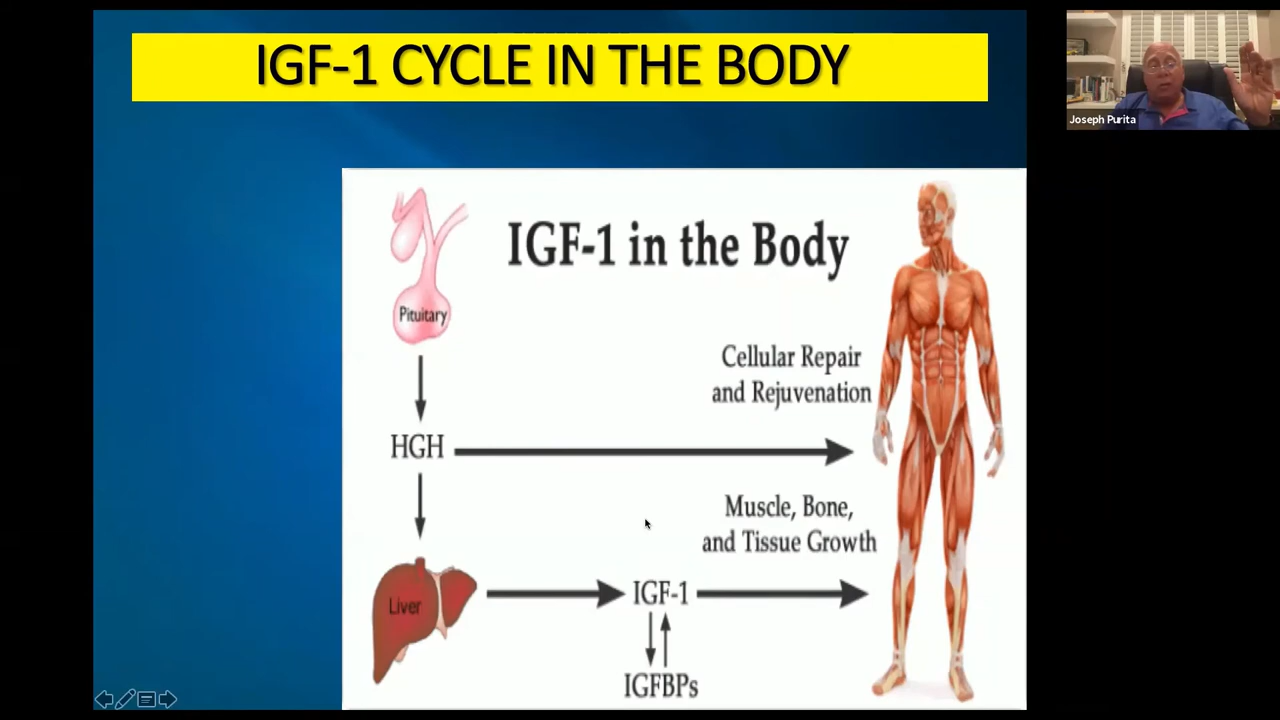 IGF-1 CYCLE IN THE BODY
Joseph Purita
IGF-1 in the Body
Pituitary
Cellular Repair
and Rejuvenation
HGH
Muscle, Bone,
and Tissue Growth
Liver
IGF-1
IGFBPs